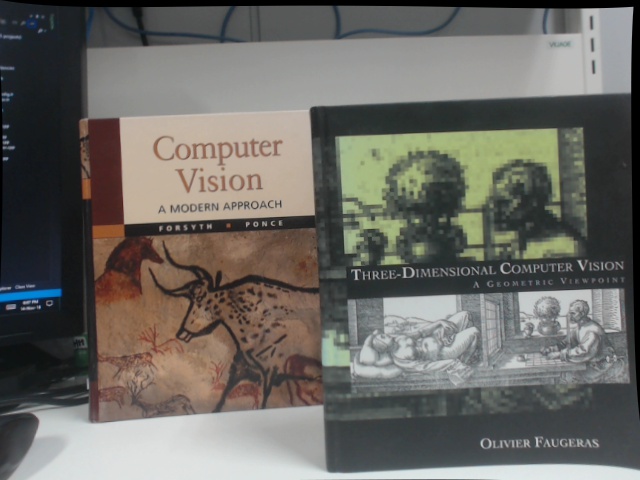 Computer
Vision
A MODERN APPROACH
FORSYTH ▪ PONCE
THREE-DIMENSIONAL COMPUTER VISION
A GEOMETRIC VIEWPOINT
OLIVIER FAUGERAS